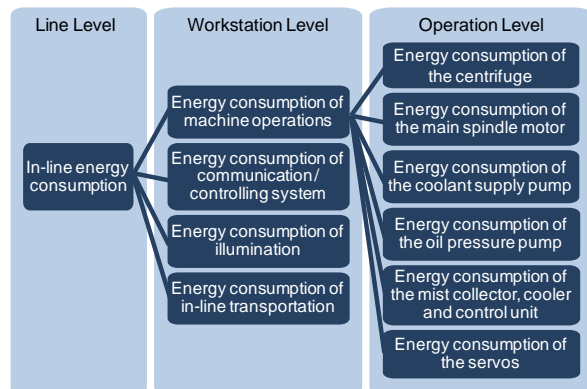 Line Level
Workstation Level
Operation Level
In-line energy
consumption
Energy consumption of
machine operations
Energy consumption of
communication /
controlling system
Energy consumption of
illumination
Energy consumption of
in-line transportation
Energy consumption of
the centrifuge
Energy consumption of
the main spindle motor
Energy consumption of
the coolant supply pump
Energy consumption of
the oil pressure pump
Energy consumption of
the mist collector, cooler
and control unit
Energy consumption of
the servos